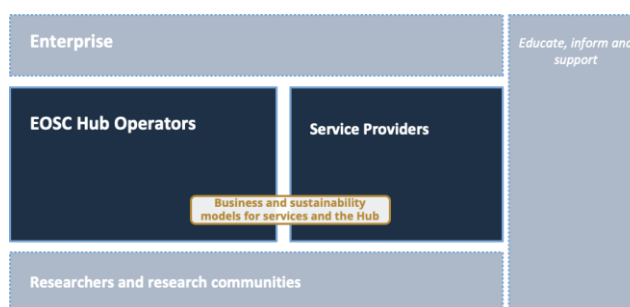 Enterprise
Educate, inform and
support
EOSC Hub Operators
Service Providers
Business and sustainability
models for services and the Hub
Researchers and research communities